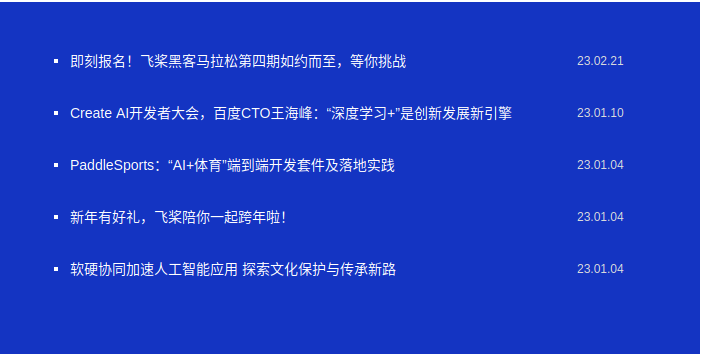 即刻报名！飞桨黑客马拉松第四期如约而至，等你挑战 23.02.21
Create AI开发者大会，百度CTO王海峰：“深度学习+”是创新发展新引擎 23.01.10
PaddleSports：“AI+体育”端到端开发套件及落地实践 23.01.04
新年有好礼，飞桨陪你一起跨年啦！ 23.01.04
软硬协同加速人工智能应用 探索文化保护与传承新路 23.01.04